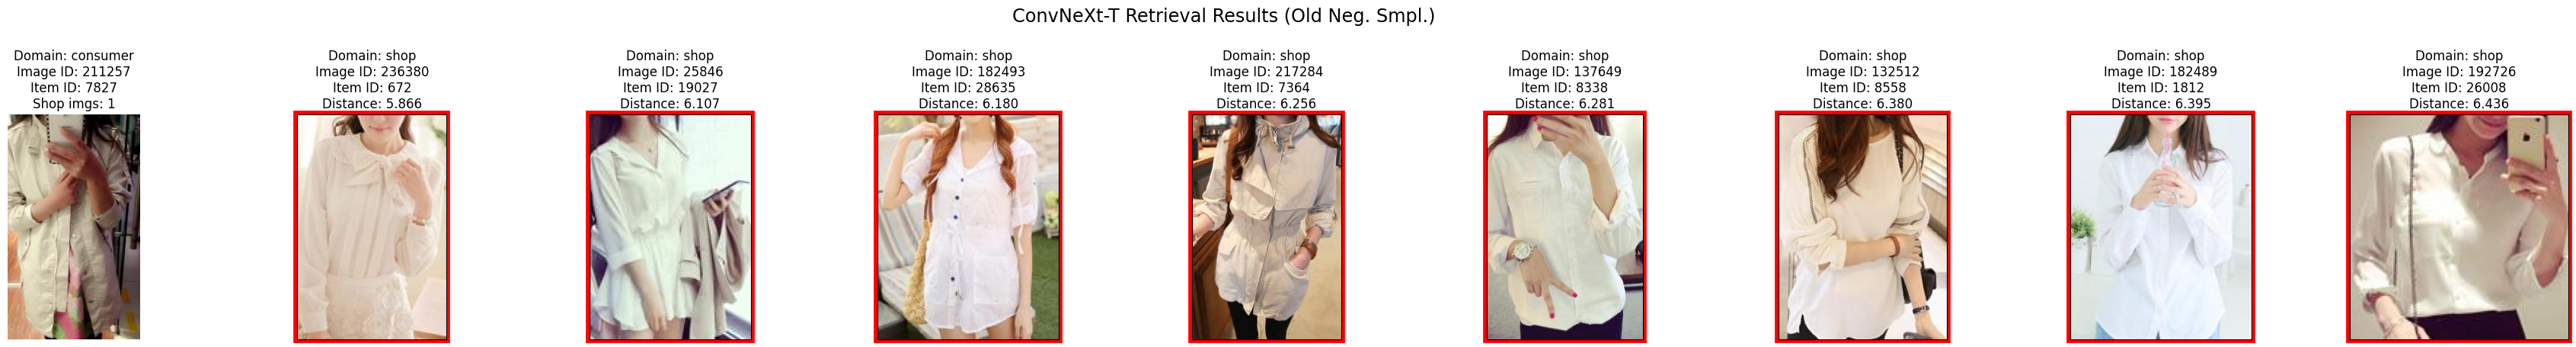 ConvNeXt-T Retrieval Results (Old Neg. Smpl.)
Domain: consumer
Image ID: 211257
Item ID: 7827
Shop imgs: 1
Domain: shop
Image ID: 236380
Item ID: 672
Distance: 5.866
Domain: shop
Image ID: 25846
Item ID: 19027
Distance: 6.107
Domain: shop
Image ID: 182493
Item ID: 28635
Distance: 6.180
Domain: shop
Image ID: 217284
Item ID: 7364
Distance: 6.256
Domain: shop
Image ID: 137649
Item ID: 8338
Distance: 6.281
Domain: shop
Image ID: 132512
Item ID: 8558
Distance: 6.380
Domain: shop
Image ID: 182489
Item ID: 1812
Distance: 6.395
Domain: shop
Image ID: 192726
Item ID: 26008
Distance: 6.436